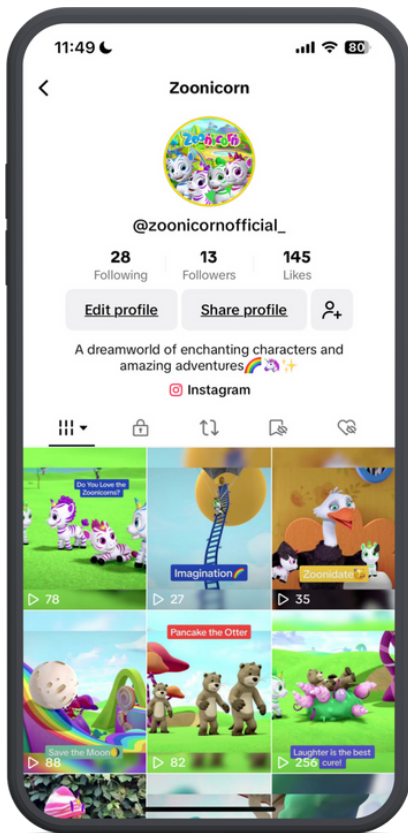 11:49
80
Zoonicorn
Zoonicorn
@zoonicornofficial_
28 13 145
Following Followers Likes
Edit profile Share profile
A dreamworld of enchanting characters and
amazing adventures🌈🦄✨
Instagram
Do You Love the
Zoonicorns?
78
Imagination🌈
27
Zoonidate
35
Save the Moon
88
Pancake the Otter
82
Laughter is the best
cure!
256